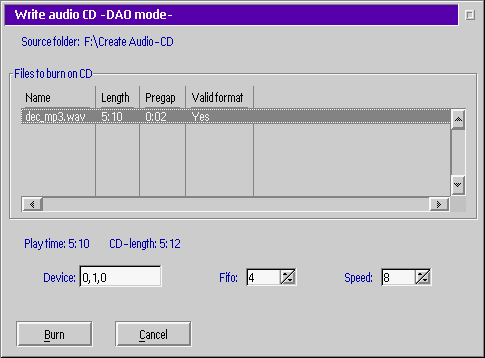 Write audio CD -DAO mode-
Source folder: F:\Create Audio-CD
Files to burn on CD
Name Length Pregap Valid format
dec_mp3.wav 5:10 0:02 Yes
Play time: 5:10 CD-length: 5:12
Device: 0,1,0 Fifo: 4 Speed: 8
Burn Cancel